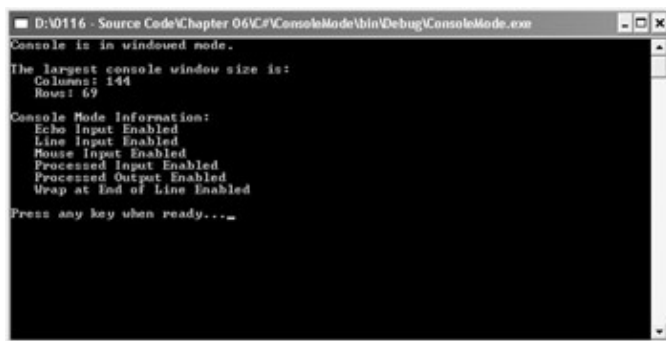 D:\0116 - Source Code\Chapter 06\C#\ConsoleMode\bin\Debug\ConsoleMode.exe
Console is in windowed mode.
The largest console window size is:
Columns: 144
Rows: 69
Console Mode Information:
Echo Input Enabled
Line Input Enabled
Mouse Input Enabled
Processed Input Enabled
Processed Output Enabled
Wrap at End of Line Enabled
Press any key when ready..._